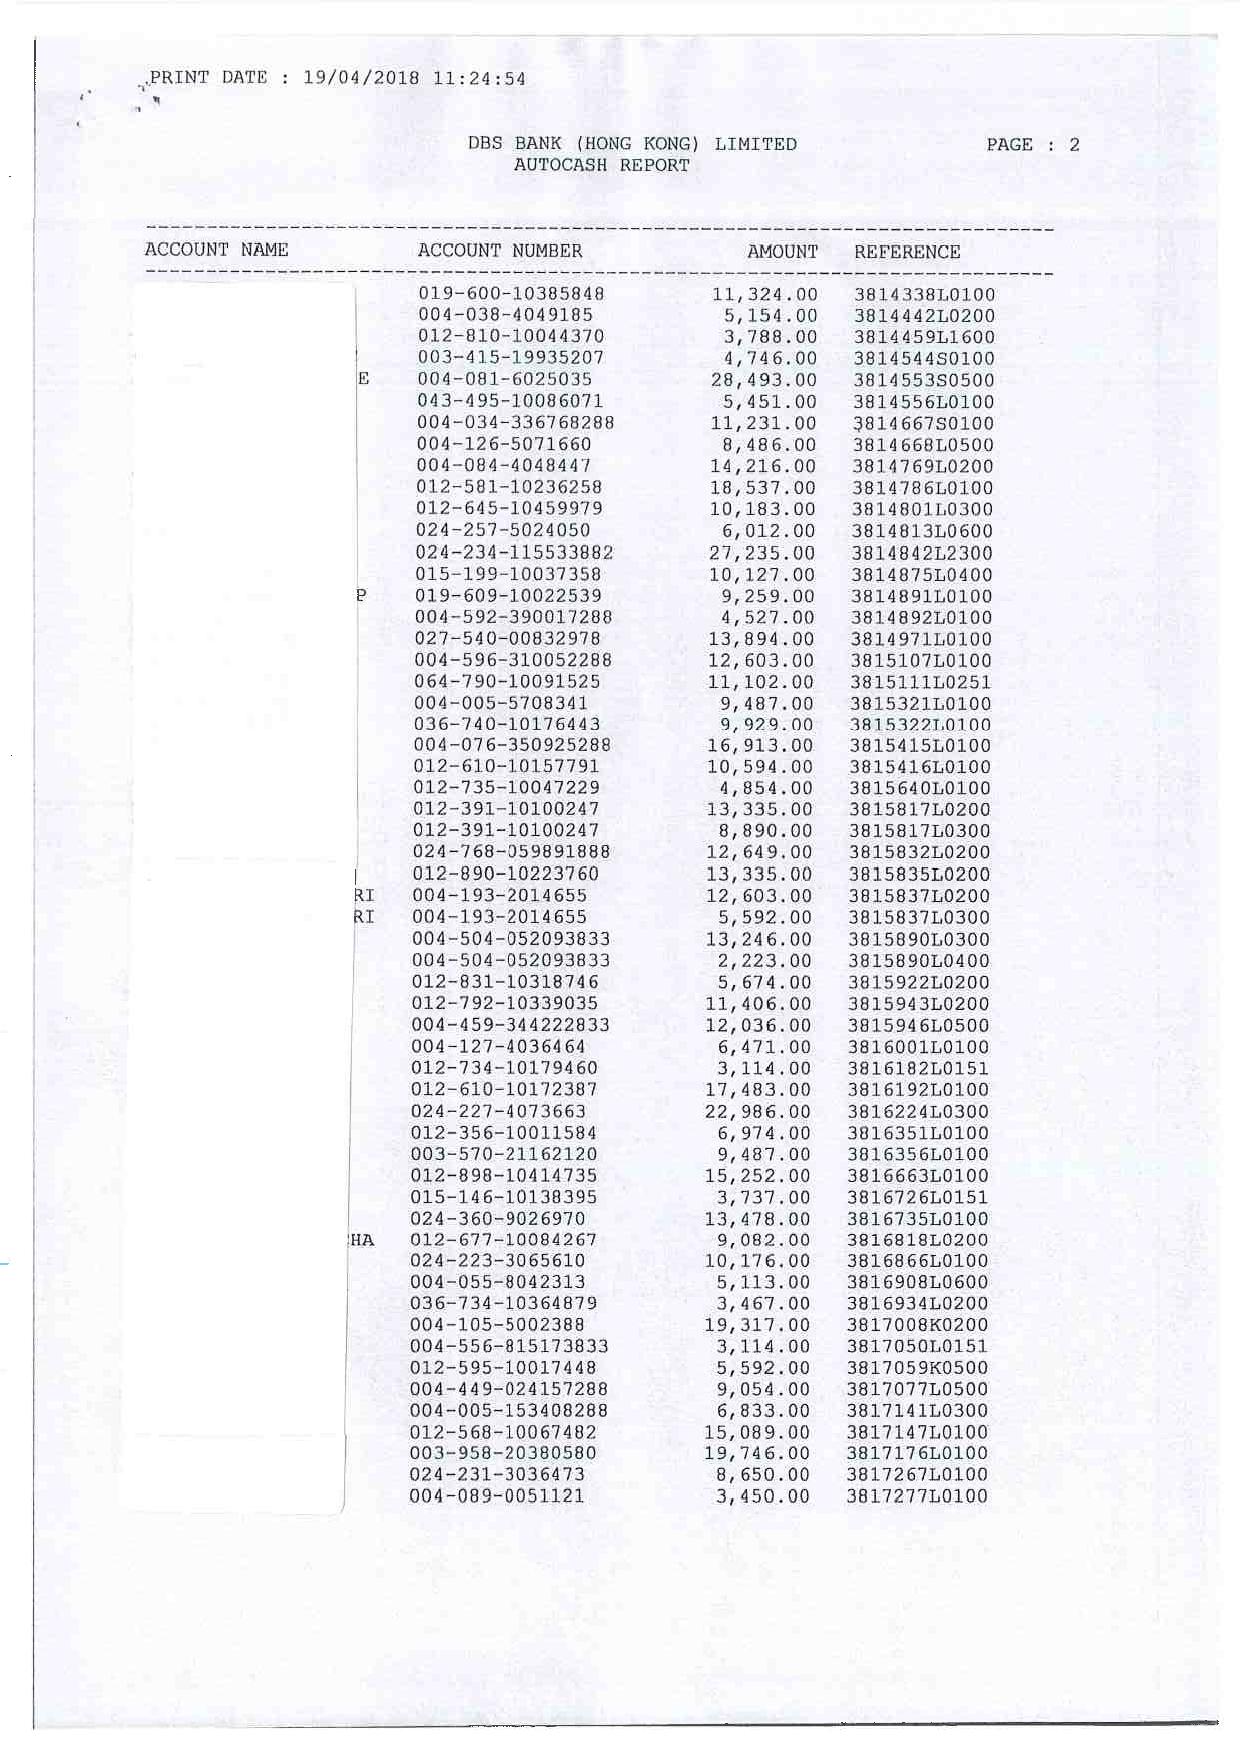 PRINT DATE : 19/04/2018 11:24:54
DBS BANK (HONG KONG) LIMITED PAGE : 2
AUTOCASH REPORT
ACCOUNT NAME ACCOUNT NUMBER AMOUNT REFERENCE
019-600-10385848 11,324.00 3814338L0100
004-038-4049185 5,154.00 3814442L0200
012-810-10044370 3,788.00 3814459L1600
003-415-19935207 4,746.00 3814544S0100
E 004-081-6025035 28,493.00 3814553S0500
043-495-10086071 5,451.00 3814556L0100
004-034-336768288 11,231.00 3814667S0100
004-126-5071660 8,486.00 3814668L0500
004-084-4048447 14,216.00 3814769L0200
012-581-10236258 18,537.00 3814786L0100
012-645-10459979 10,183.00 3814801L0300
024-257-5024050 6,012.00 3814813L0600
024-234-115533882 27,235.00 3814842L2300
015-199-10037358 10,127.00 3814875L0400
P 019-609-10022539 9,259.00 3814891L0100
004-592-390017288 4,527.00 3814892L0100
027-540-00832978 13,894.00 3814971L0100
004-596-310052288 12,603.00 3815107L0100
064-790-10091525 11,102.00 3815111L0251
004-005-5708341 9,487.00 3815321L0100
036-740-10176443 9,929.00 3815322L0100
004-076-350925288 16,913.00 3815415L0100
012-610-10157791 10,594.00 3815416L0100
012-735-10047229 4,854.00 3815640L0100
012-391-10100247 13,335.00 3815817L0200
012-391-10100247 8,890.00 3815817L0300
024-768-059891888 12,649.00 3815832L0200
012-890-10223760 13,335.00 3815835L0200
RI 004-193-2014655 12,603.00 3815837L0200
RI 004-193-2014655 5,592.00 3815837L0300
004-504-052093833 13,246.00 3815890L0300
004-504-052093833 2,223.00 3815890L0400
012-831-10318746 5,674.00 3815922L0200
012-792-10339035 11,406.00 3815943L0200
004-459-344222833 12,036.00 3815946L0500
004-127-4036464 6,471.00 3816001L0100
012-734-10179460 3,114.00 3816182L0151
012-610-10172387 17,483.00 3816192L0100
024-227-4073663 22,986.00 3816224L0300
012-356-10011584 6,974.00 3816351L0100
003-570-21162120 9,487.00 3816356L0100
012-898-10414735 15,252.00 3816663L0100
015-146-10138395 3,737.00 3816726L0151
024-360-9026970 13,478.00 3816735L0100
HA 012-677-10084267 9,082.00 3816818L0200
024-223-3065610 10,176.00 3816866L0100
004-055-8042313 5,113.00 3816908L0600
036-734-10364879 3,467.00 3816934L0200
004-105-5002388 19,317.00 3817008K0200
004-556-815173833 3,114.00 3817050L0151
012-595-10017448 5,592.00 3817059K0500
004-449-024157288 9,054.00 3817077L0500
004-005-153408288 6,833.00 3817141L0300
012-568-10067482 15,089.00 3817147L0100
003-958-20380580 19,746.00 3817176L0100
024-231-3036473 8,650.00 3817267L0100
004-089-0051121 3,450.00 3817277L0100